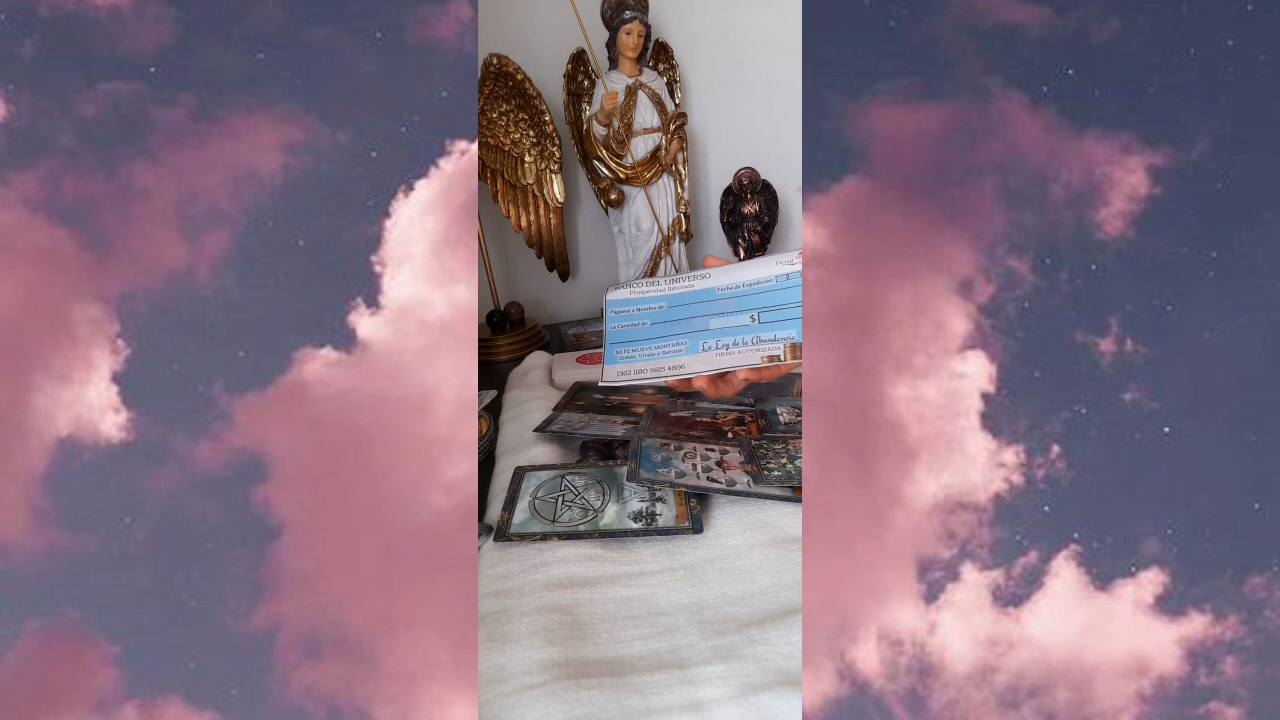 BANCO DEL UNIVERSO
Prosperidad Ilimitada
Fecha de Expedición:
Páguese a Nombre de:
La Cantidad de:
$
MI FE MUEVE MONTAÑAS
Créelo, Vívelo y Siéntelo
La Ley de la Abundancia
FIRMA AUTORIZADA
1362 1180 9815 4896